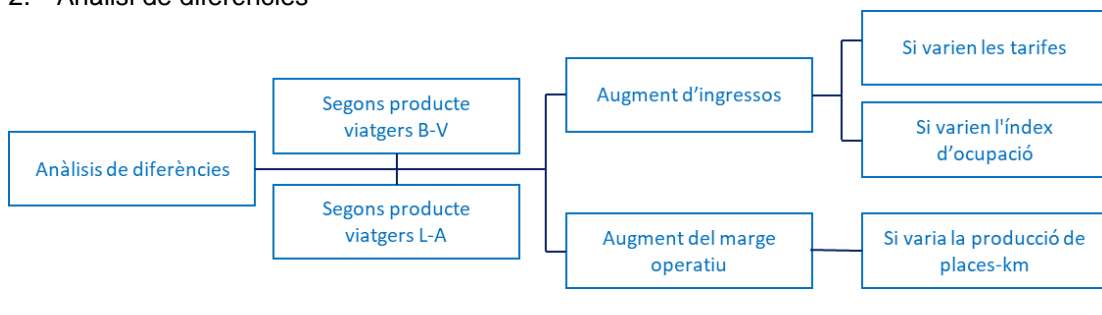 2. Anàlisi de diferències
Si varien les tarifes
Segons producte
viatgers B-V
Augment d’ingressos
Si varien l'índex
d’ocupació
Anàlisis de diferències
Segons producte
viatgers L-A
Augment del marge
operatiu
Si varia la producció de
places-km